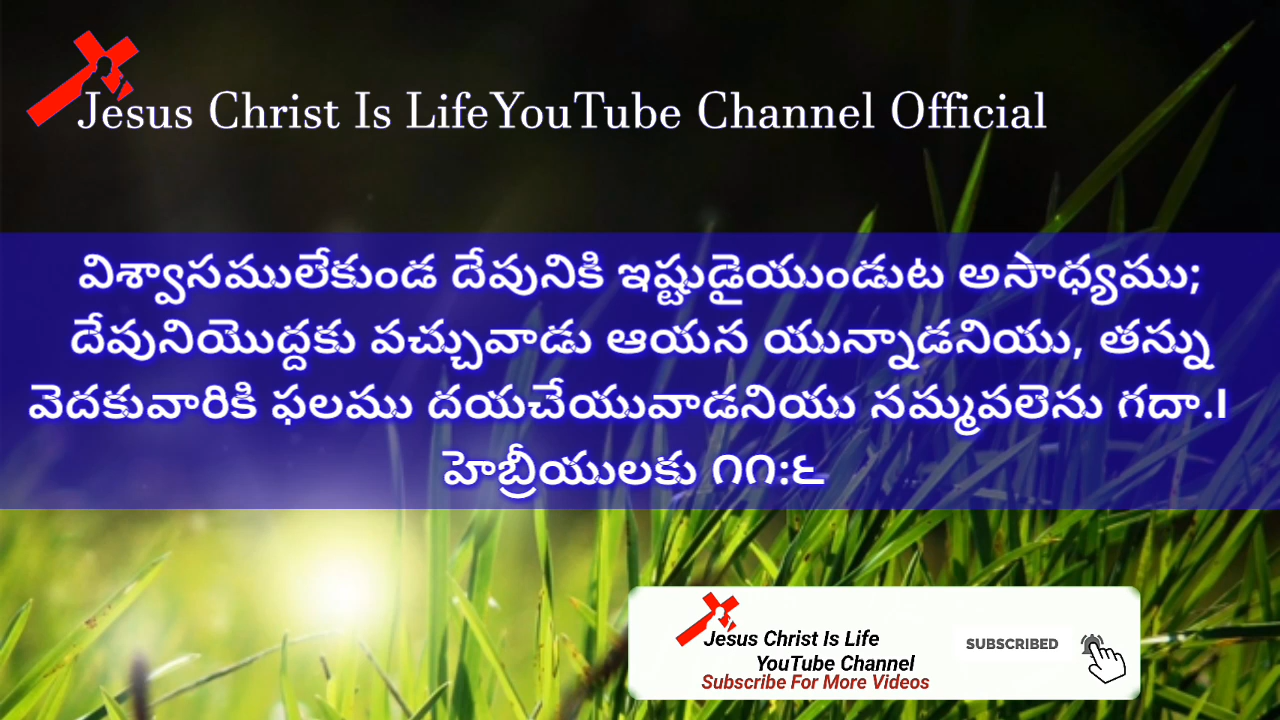 Jesus Christ Is LifeYouTube Channel Official
విశ్వాసములేకుండ దేవునికి ఇష్టుడైయుండుట అసాధ్యము;
దేవునియొద్దకు వచ్చువాడు ఆయన యున్నాడనియు, తన్ను
వెదకువారికి ఫలము దయచేయువాడనియు నమ్మవలెను గదా.।
హెబ్రీయులకు ౧౧:౬
Jesus Christ Is Life
YouTube Channel
Subscribe For More Videos
SUBSCRIBED